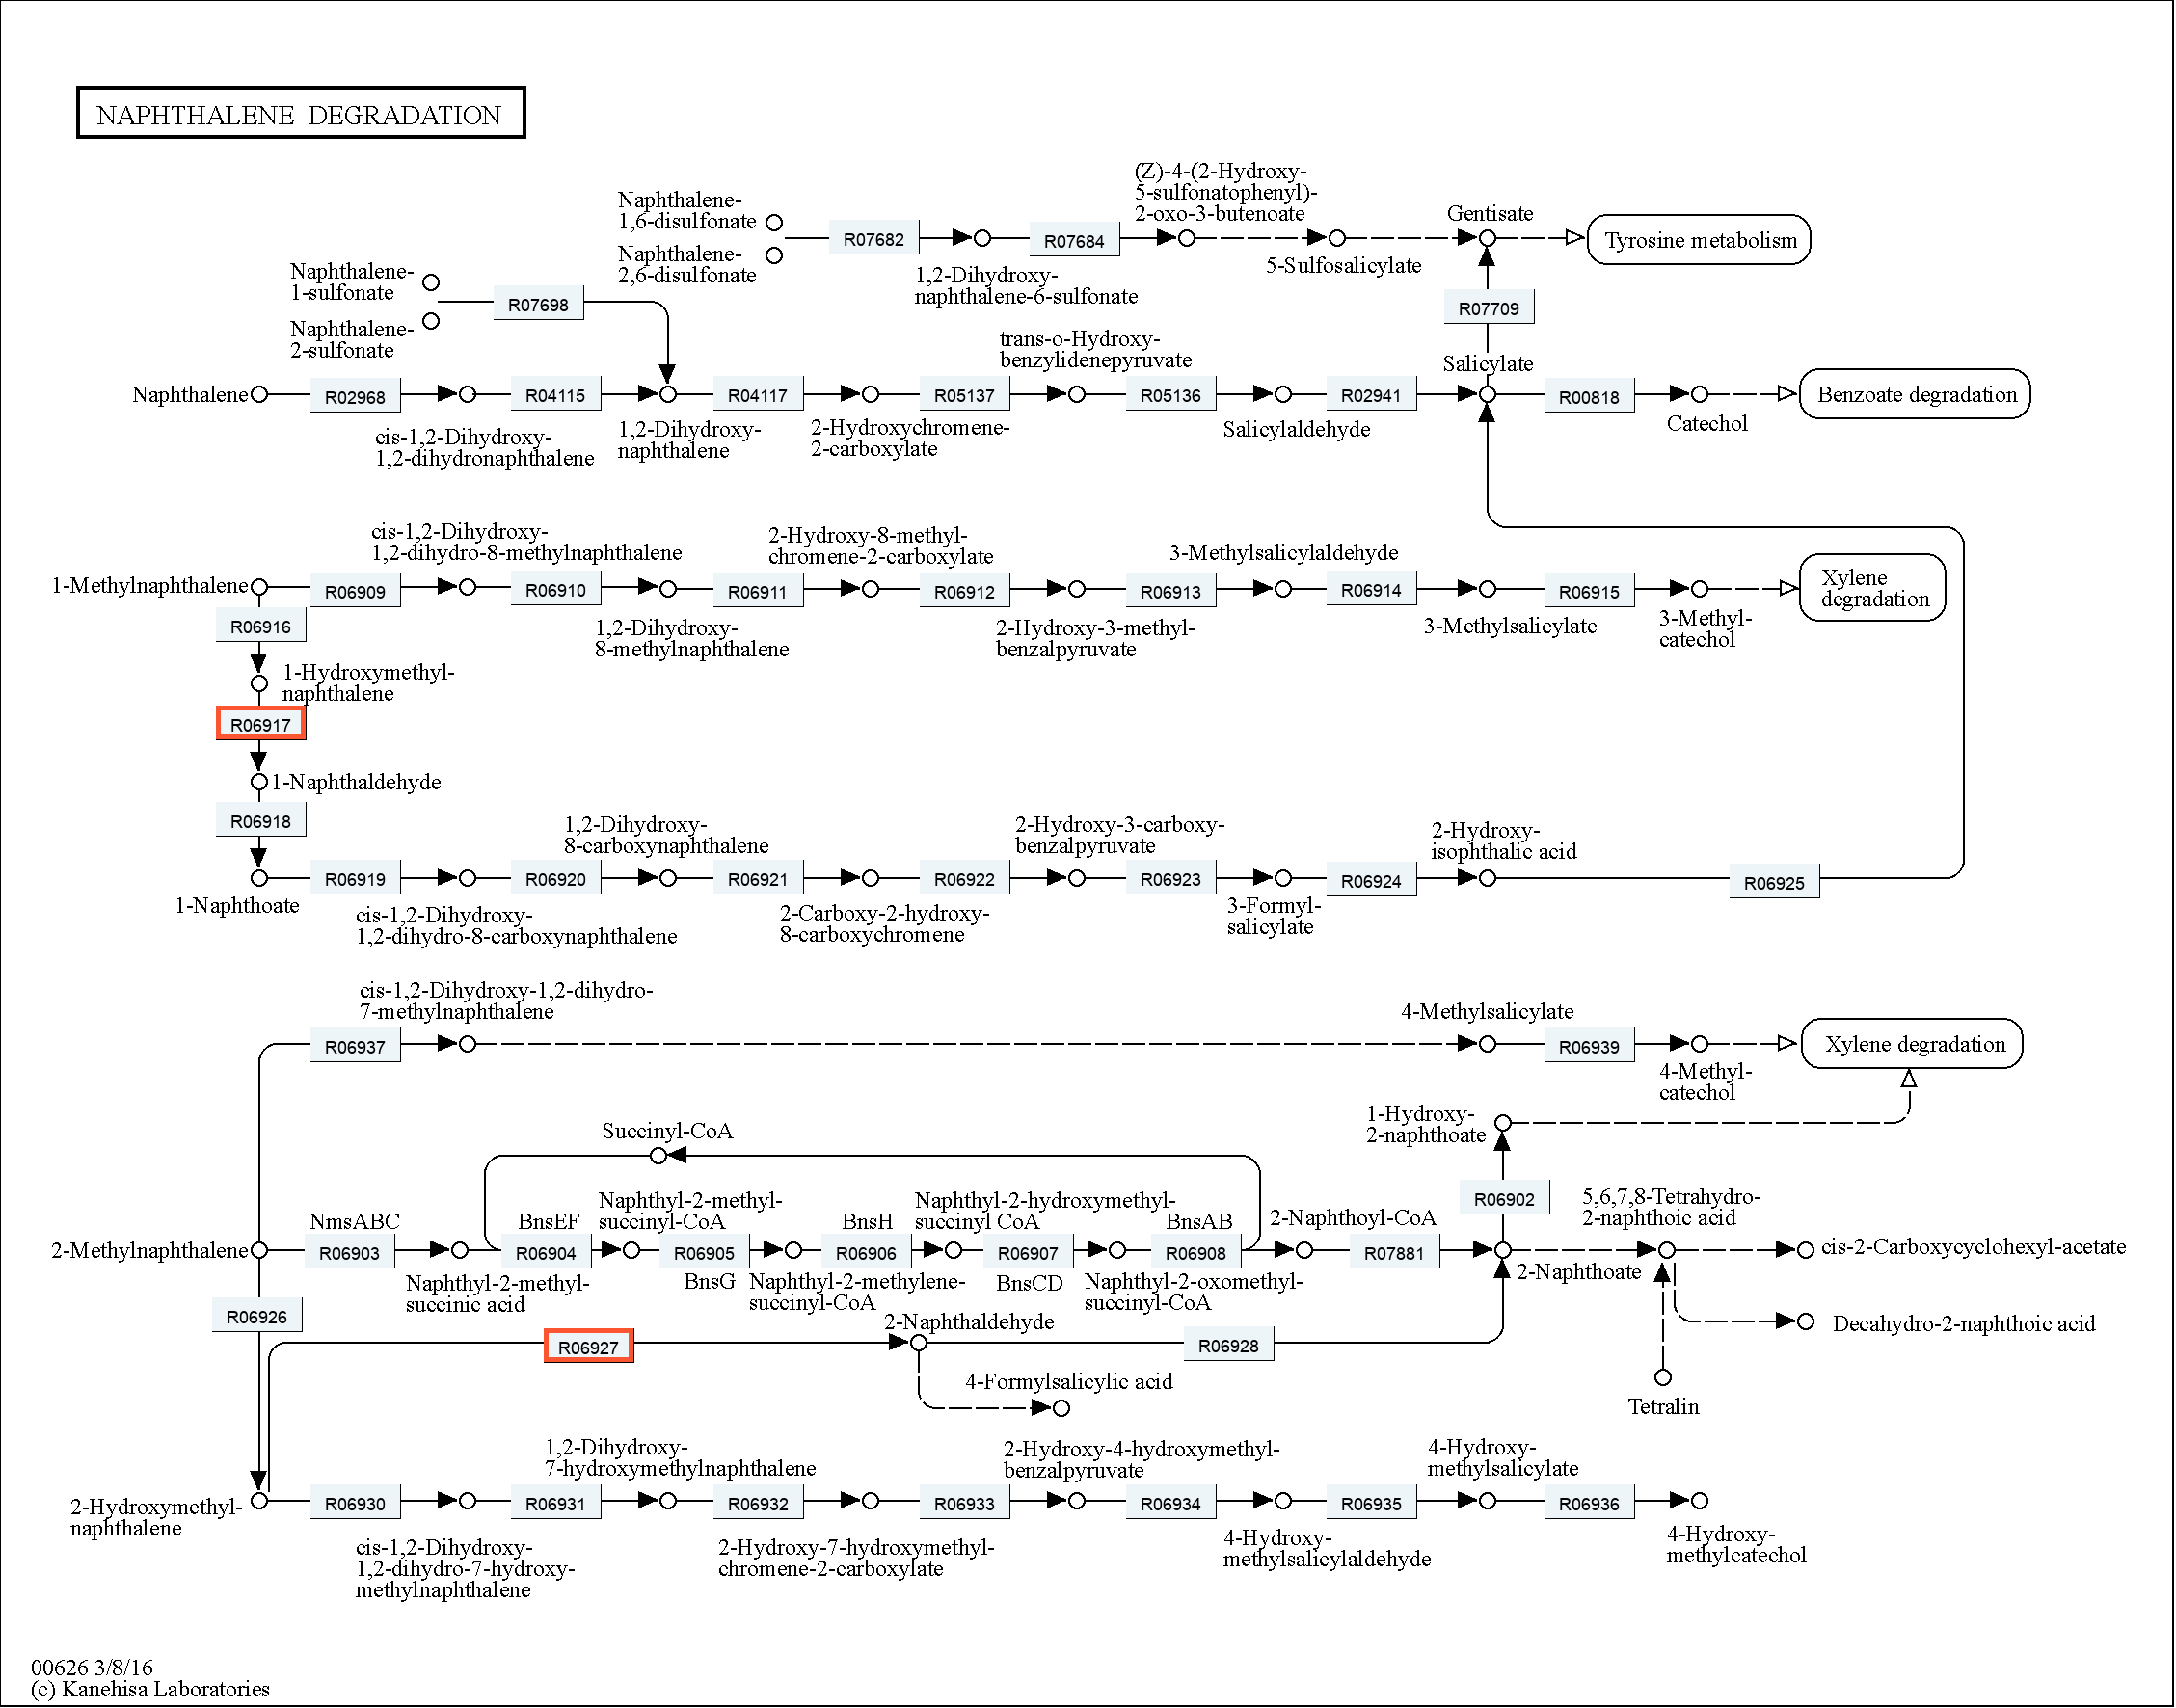 NAPHTHALENE DEGRADATION
(Z)-4-(2-Hydroxy-
5-sulfonatophenyl)-
2-oxo-3-butenoate
Naphthalene-
1,6-disulfonate
Gentisate
R07682
R07684
Tyrosine metabolism
Naphthalene-
2,6-disulfonate
1,2-Dihydroxy-
naphthalene-6-sulfonate
5-Sulfosalicylate
Naphthalene-
1-sulfonate
R07698
R07709
Naphthalene-
2-sulfonate
trans-o-Hydroxy-
benzylidenepyruvate
Salicylate
Naphthalene
R02968
R04115
R04117
R05137
R05136
R02941
R00818
Benzoate degradation
cis-1,2-Dihydroxy-
1,2-dihydronaphthalene
1,2-Dihydroxy-
naphthalene
2-Hydroxychromene-
2-carboxylate
Salicylaldehyde
Catechol
cis-1,2-Dihydroxy-
1,2-dihydro-8-methylnaphthalene
2-Hydroxy-8-methyl-
chromene-2-carboxylate
3-Methylsalicylaldehyde
1-Methylnaphthalene
R06909
R06910
R06911
R06912
R06913
R06914
R06915
Xylene
degradation
R06916
1,2-Dihydroxy-
8-methylnaphthalene
2-Hydroxy-3-methyl-
benzalpyruvate
3-Methylsalicylate
3-Methyl-
catechol
1-Hydroxymethyl-
naphthalene
R06917
1-Naphthaldehyde
R06918
1,2-Dihydroxy-
8-carboxynaphthalene
2-Hydroxy-3-carboxy-
benzalpyruvate
2-Hydroxy-
isophthalic acid
R06919
R06920
R06921
R06922
R06923
R06924
R06925
1-Naphthoate
cis-1,2-Dihydroxy-
1,2-dihydro-8-carboxynaphthalene
2-Carboxy-2-hydroxy-
8-carboxychromene
3-Formyl-
salicylate
cis-1,2-Dihydroxy-1,2-dihydro-
7-methylnaphthalene
4-Methylsalicylate
R06937
R06939
Xylene degradation
4-Methyl-
catechol
1-Hydroxy-
2-naphthoate
Succinyl-CoA
R06902
5,6,7,8-Tetrahydro-
2-naphthoic acid
NmsABC
BnsEF
Naphthyl-2-methyl-
succinyl-CoA
BnsH
Naphthyl-2-hydroxymethyl-
succinyl CoA
BnsAB
2-Naphthoyl-CoA
2-Methylnaphthalene
R06903
R06904
R06905
R06906
R06907
R06908
R07881
2-Naphthoate
cis-2-Carboxycyclohexyl-acetate
Naphthyl-2-methyl-
succinic acid
BnsG
Naphthyl-2-methylene-
succinyl-CoA
BnsCD
Naphthyl-2-oxomethyl-
succinyl-CoA
R06926
2-Naphthaldehyde
Decahydro-2-naphthoic acid
R06927
R06928
4-Formylsalicylic acid
Tetralin
1,2-Dihydroxy-
7-hydroxymethylnaphthalene
2-Hydroxy-4-hydroxymethyl-
benzalpyruvate
4-Hydroxy-
methylsalicylate
2-Hydroxymethyl-
naphthalene
R06930
R06931
R06932
R06933
R06934
R06935
R06936
cis-1,2-Dihydroxy-
1,2-dihydro-7-hydroxy-
methylnaphthalene
2-Hydroxy-7-hydroxymethyl-
chromene-2-carboxylate
4-Hydroxy-
methylsalicylaldehyde
4-Hydroxy-
methylcatechol
00626 3/8/16
(c) Kanehisa Laboratories